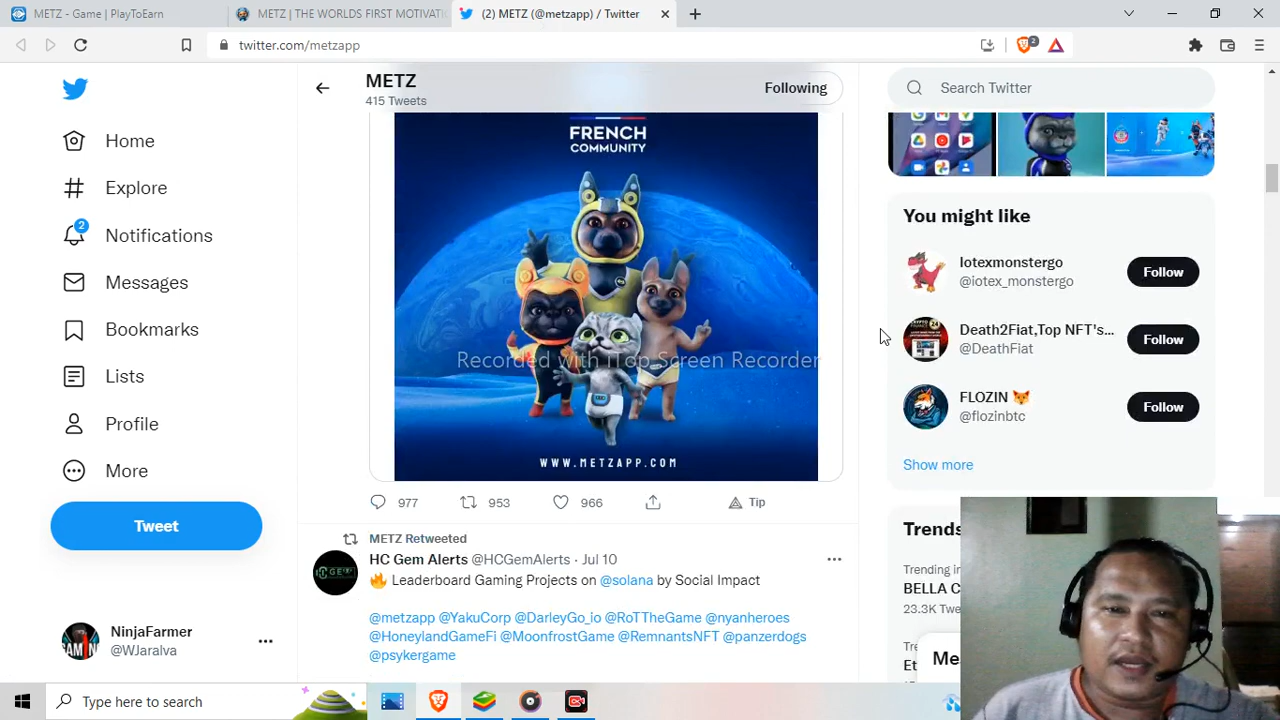 METZ - Game | PlayToEarn
METZ | THE WORLDS FIRST MOTIVATI
(2) METZ (@metzapp) / Twitter
twitter.com/metzapp
2
METZ
415 Tweets
Following
Search Twitter
Home
Explore
2
Notifications
Messages
Bookmarks
Lists
Profile
More
Tweet
NinjaFarmer
@WJaralva
FRENCH
COMMUNITY
Recorded with iTop Screen Recorder
WWW.METZAPP.COM
977
953
966
Tip
METZ Retweeted
HC Gem Alerts @HCGemAlerts · Jul 10
🔥 Leaderboard Gaming Projects on @solana by Social Impact
@metzapp @YakuCorp @DarleyGo_io @RoTTheGame @nyanheroes
@HoneylandGameFi @MoonfrostGame @RemnantsNFT @panzerdogs
@psykergame
You might like
Iotexmonstergo
@iotex_monstergo
Follow
Death2Fiat,Top NFT's...
@DeathFiat
Follow
FLOZIN 🦊
@flozinbtc
Follow
Show more
Trends
Trending in
BELLA C
23.3K Twe
Tre
Et
Me
Type here to search